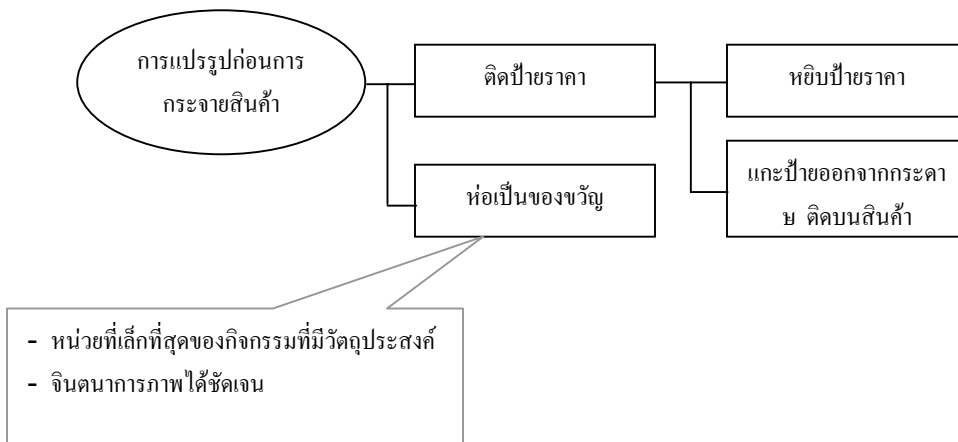 การแปรรูปก่อนการ
กระจายสินค้า
ติดป้ายราคา
หยิบป้ายราคา
ห่อเป็นของขวัญ
แกะป้ายออกจากกระดา
ษ ติดบนสินค้า
- หน่วยที่เล็กที่สุดของกิจกรรมที่มีวัตถุประสงค์
- จินตนาการภาพได้ชัดเจน